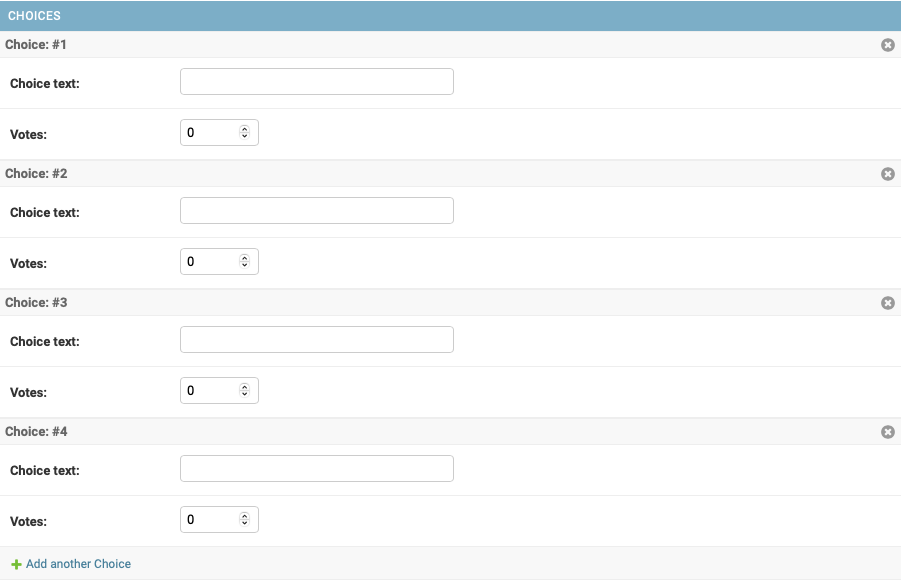 CHOICES
Choice: #1
Choice text:
Votes: 0
Choice: #2
Choice text:
Votes: 0
Choice: #3
Choice text:
Votes: 0
Choice: #4
Choice text:
Votes: 0
Add another Choice